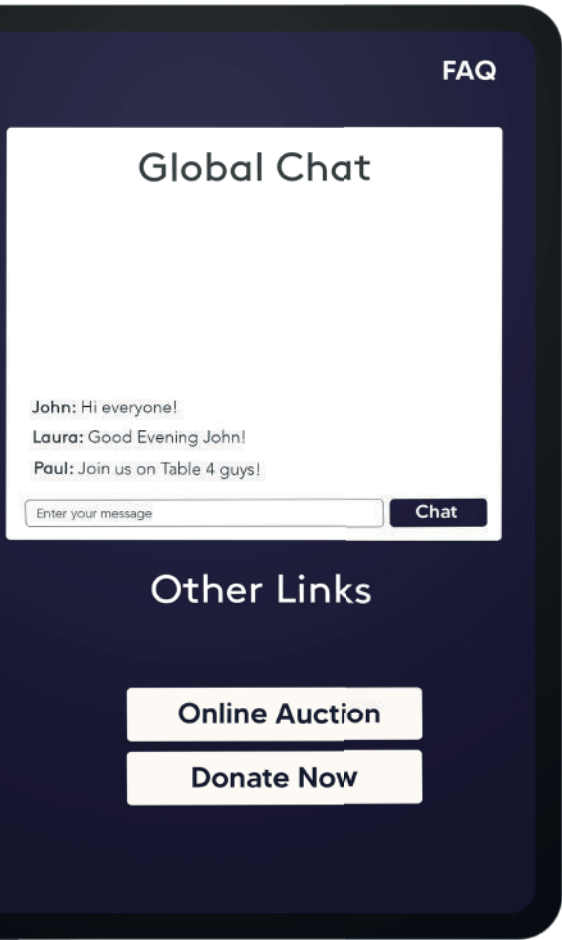 FAQ
Global Chat
John: Hi everyone!
Laura: Good Evening John!
Paul: Join us on Table 4 guys!
Enter your message
Chat
Other Links
Online Auction
Donate Now